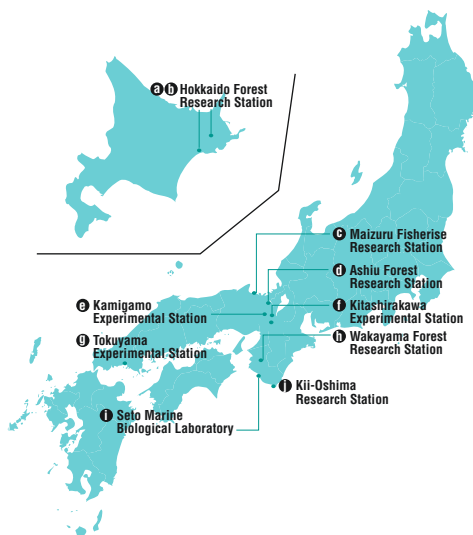 ⓐⓑ Hokkaido Forest
Research Station
ⓒ Maizuru Fisherise
Research Station
ⓓ Ashiu Forest
Research Station
ⓔ Kamigamo
Experimental Station
ⓕ Kitashirakawa
Experimental Station
ⓖ Tokuyama
Experimental Station
ⓗ Wakayama Forest
Research Station
ⓙ Kii-Oshima
Research Station
ⓘ Seto Marine
Biological Laboratory